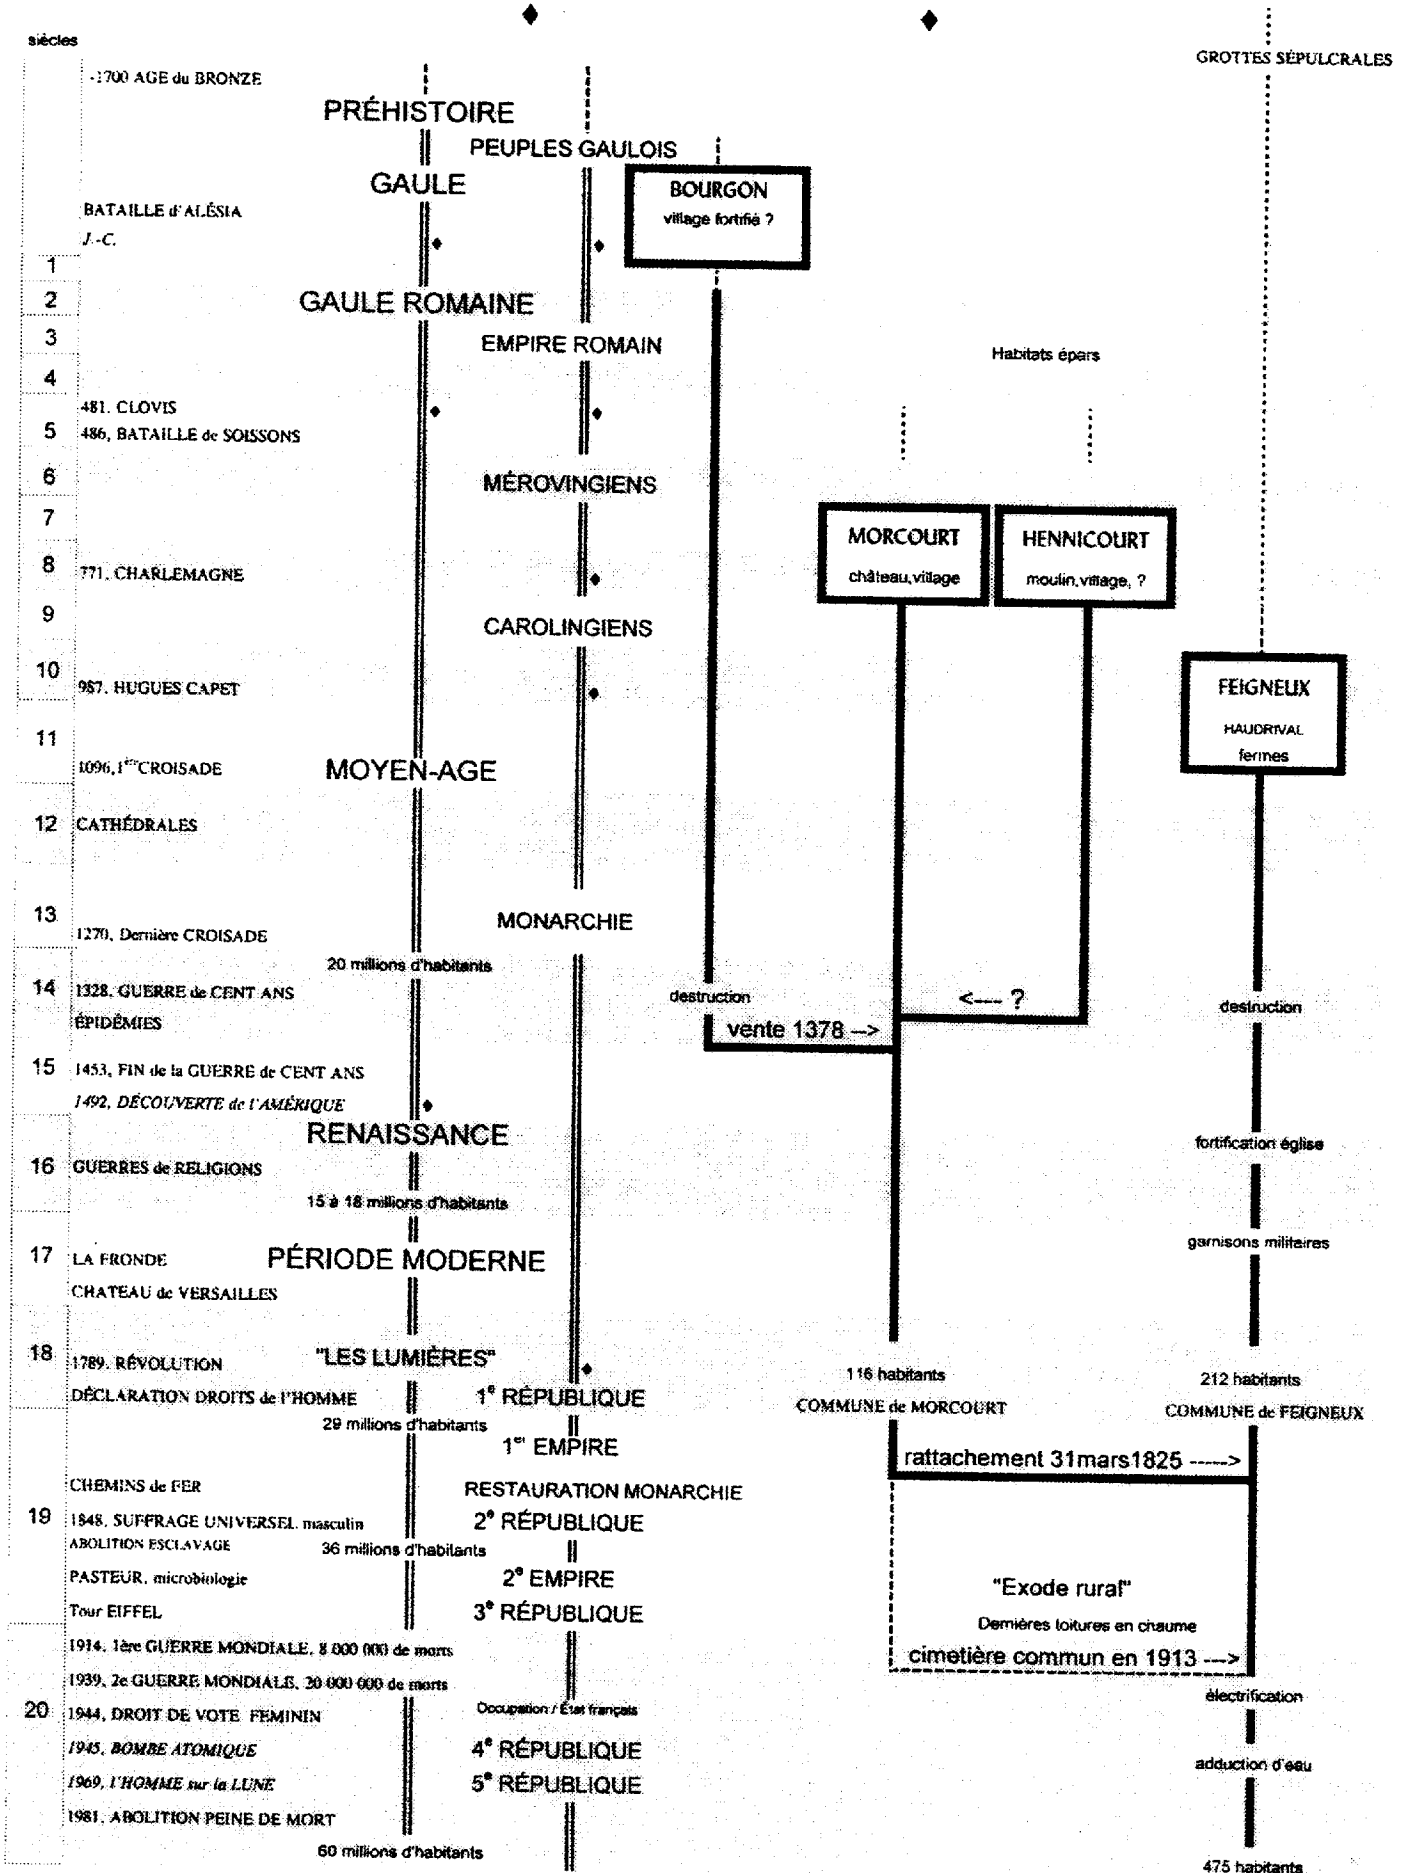 siècles
GROTTES SÉPULCRALES
-1700 AGE du BRONZE
PRÉHISTOIRE
PEUPLES GAULOIS
GAULE
BOURGON
village fortifié ?
BATAILLE d'ALÉSIA
J.-C.
1
2
GAULE ROMAINE
3
EMPIRE ROMAIN
Habitats épars
4
481. CLOVIS
5
486, BATAILLE de SOISSONS
6
MÉROVINGIENS
7
MORCOURT
château,village
HENNICOURT
moulin,village, ?
8
771. CHARLEMAGNE
9
CAROLINGIENS
10
987. HUGUES CAPET
FEIGNEUX
HAUDRIVAL
fermes
11
1096,1ère CROISADE
MOYEN-AGE
12
CATHÉDRALES
13
MONARCHIE
1270, Dernière CROISADE
20 millions d'habitants
14
1328. GUERRE de CENT ANS
destruction
<---- ?
destruction
ÉPIDÉMIES
vente 1378 -->
15
1453, FIN de la GUERRE de CENT ANS
1492, DÉCOUVERTE de l'AMÉRIQUE
RENAISSANCE
fortification église
16
GUERRES de RELIGIONS
15 à 18 millions d'habitants
17
LA FRONDE
PÉRIODE MODERNE
garnisons militaires
CHATEAU de VERSAILLES
18
1789. RÉVOLUTION
"LES LUMIÈRES"
116 habitants
212 habitants
DÉCLARATION DROITS de l'HOMME
1e RÉPUBLIQUE
COMMUNE de MORCOURT
COMMUNE de FEIGNEUX
29 millions d'habitants
1er EMPIRE
rattachement 31mars1825 ----->
CHEMINS de FER
RESTAURATION MONARCHIE
19
1848. SUFFRAGE UNIVERSEL masculin
2e RÉPUBLIQUE
ABOLITION ESCLAVAGE
36 millions d'habitants
PASTEUR, microbiologie
2e EMPIRE
"Exode rural"
Tour EIFFEL
3e RÉPUBLIQUE
Dernières toitures en chaume
1914, 1ère GUERRE MONDIALE, 8 000 000 de morts
cimetière commun en 1913 --->
1939, 2e GUERRE MONDIALE, 20 000 000 de morts
électrification
20
1944, DROIT DE VOTE FEMININ
Occupation / État français
1945, BOMBE ATOMIQUE
4e RÉPUBLIQUE
adduction d'eau
1969, l'HOMME sur la LUNE
5e RÉPUBLIQUE
1981, ABOLITION PEINE DE MORT
60 millions d'habitants
475 habitants